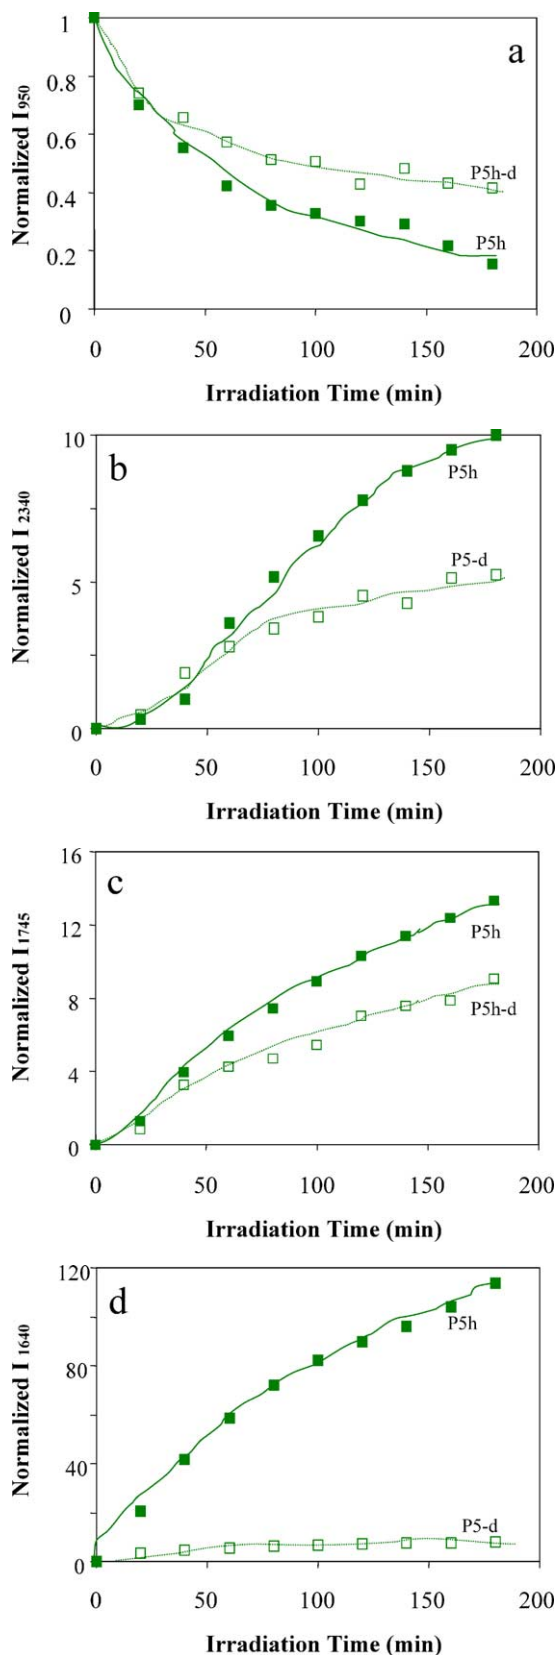 1
a
0.8
0.6
P5h-d
0.4
P5h
0.2
0
0 50 100 150 200
Normalized I950
Irradiation Time (min)
10
b
P5h
P5-d
5
0
0 50 100 150 200
Normalized I 2340
Irradiation Time (min)
16
c
P5h
12
P5h-d
8
4
0
0 50 100 150 200
Normalized I1745
Irradiation Time (min)
120
d
P5h
80
40
P5-d
0
0 50 100 150 200
Normalized I 1640
Irradiation Time (min)